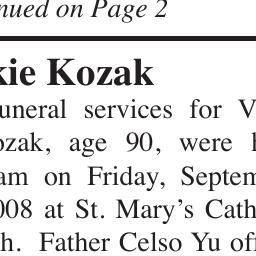 nued on Page 2
kie Kozak
uneral services for V
ozak, age 90, were h
am on Friday, Septem
008 at St. Mary's Cath
h. Father Celso Yu off